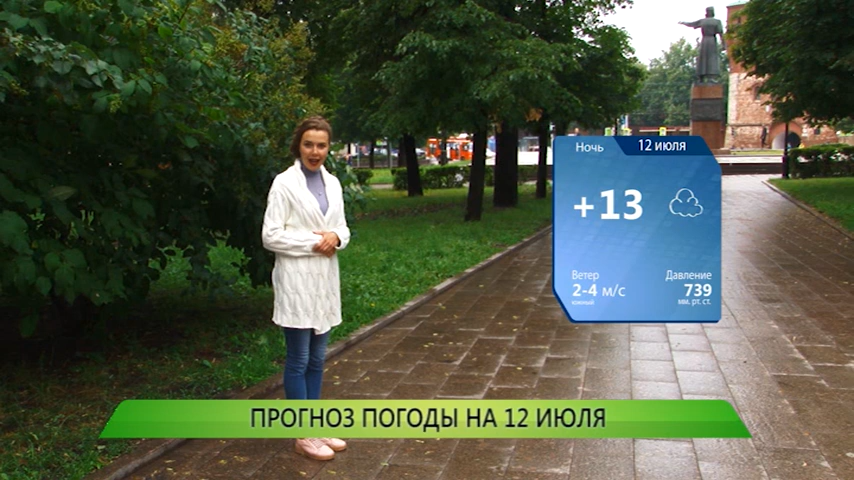 Ночь
12 июля
+13
Ветер
Давление
2-4 м/с
739
южный
мм. рт. ст.
ПРОГНОЗ ПОГОДЫ НА 12 ИЮЛЯ